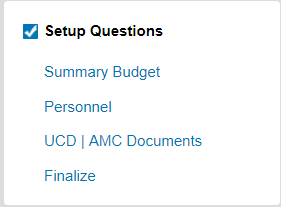 Setup Questions
Summary Budget
Personnel
UCD | AMC Documents
Finalize